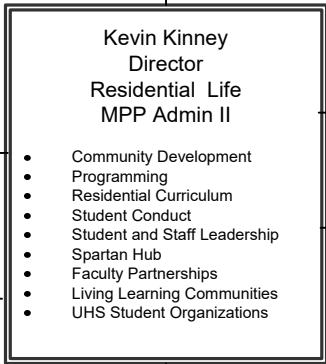 Kevin Kinney
Director
Residential Life
MPP Admin II
• Community Development
• Programming
• Residential Curriculum
• Student Conduct
• Student and Staff Leadership
• Spartan Hub
• Faculty Partnerships
• Living Learning Communities
• UHS Student Organizations